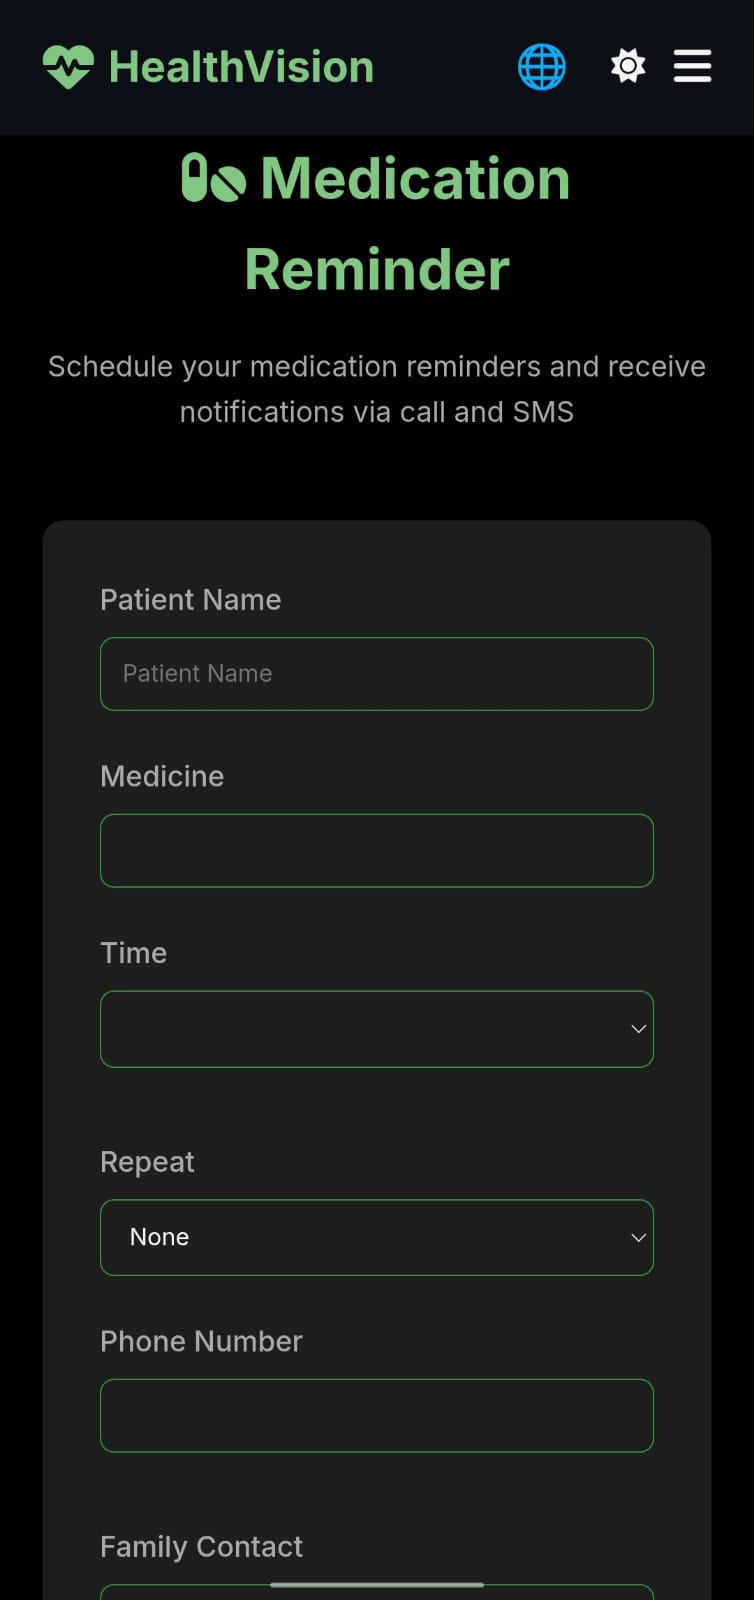 HealthVision
Medication
Reminder
Schedule your medication reminders and receive
notifications via call and SMS
Patient Name
Patient Name
Medicine
Time
Repeat
None
Phone Number
Family Contact